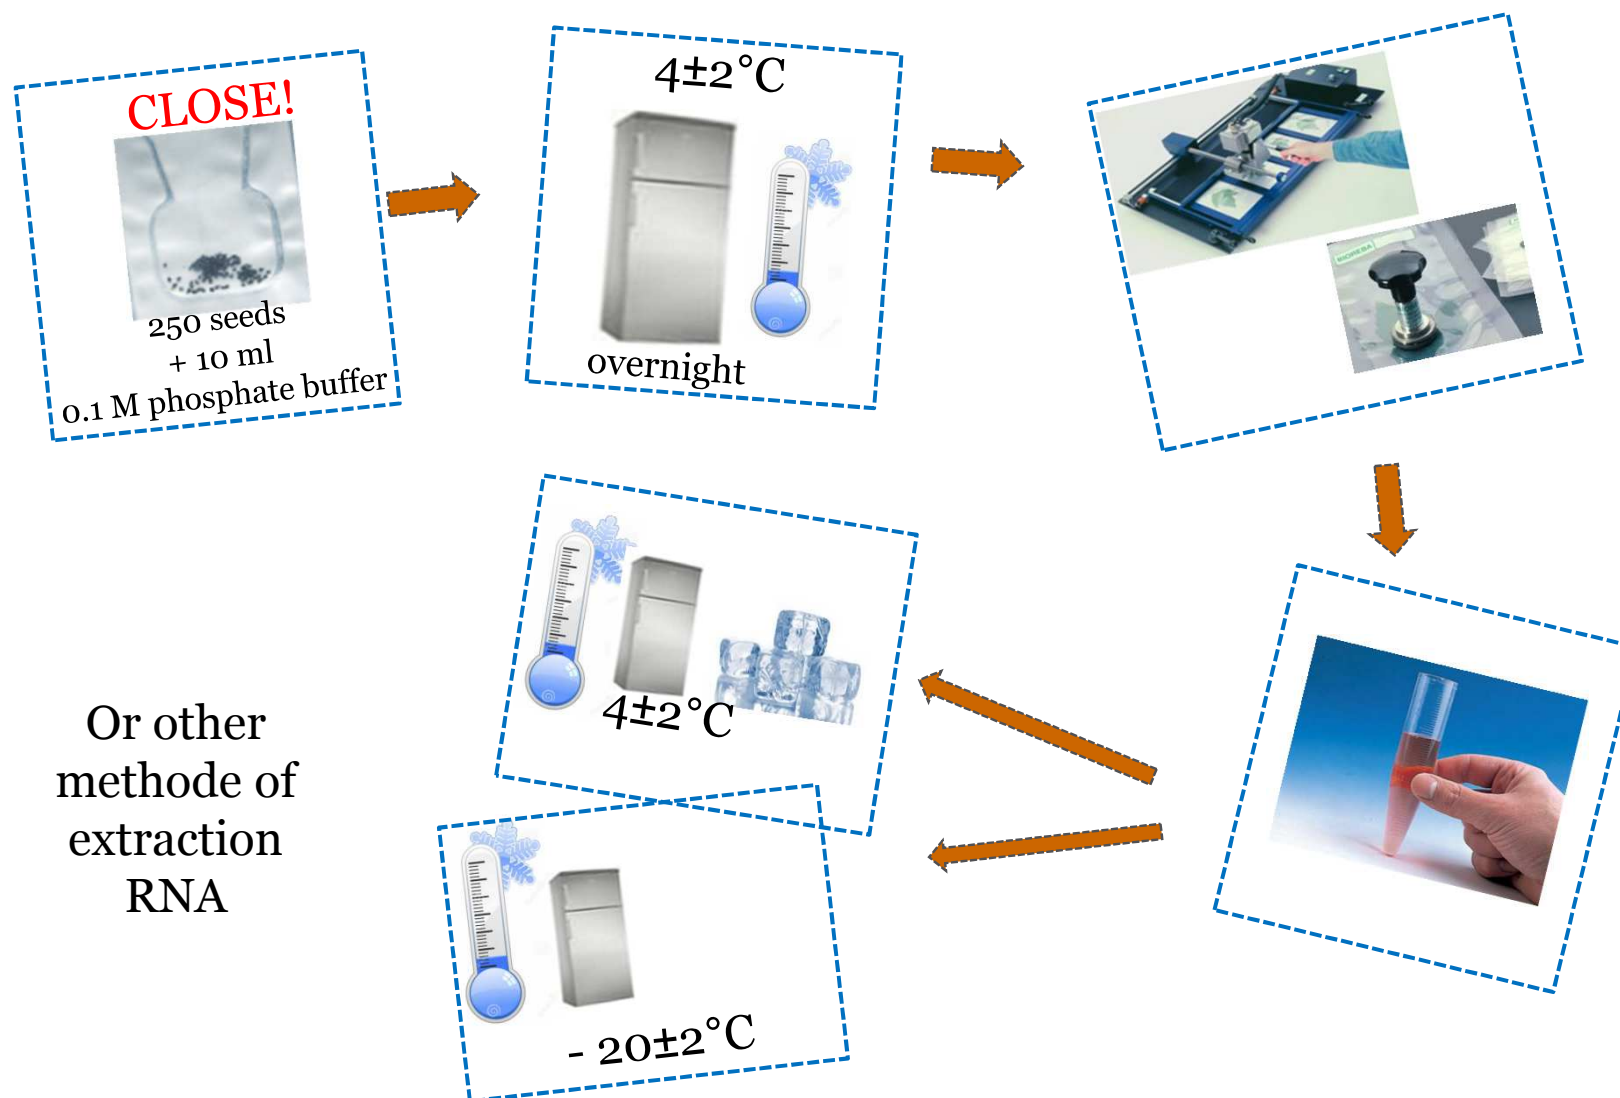 CLOSE!
250 seeds
+ 10 ml
0.1 M phosphate buffer
4±2°C
overnight
BIOREBA
4±2°C
- 20±2°C
Or other
methode of
extraction
RNA